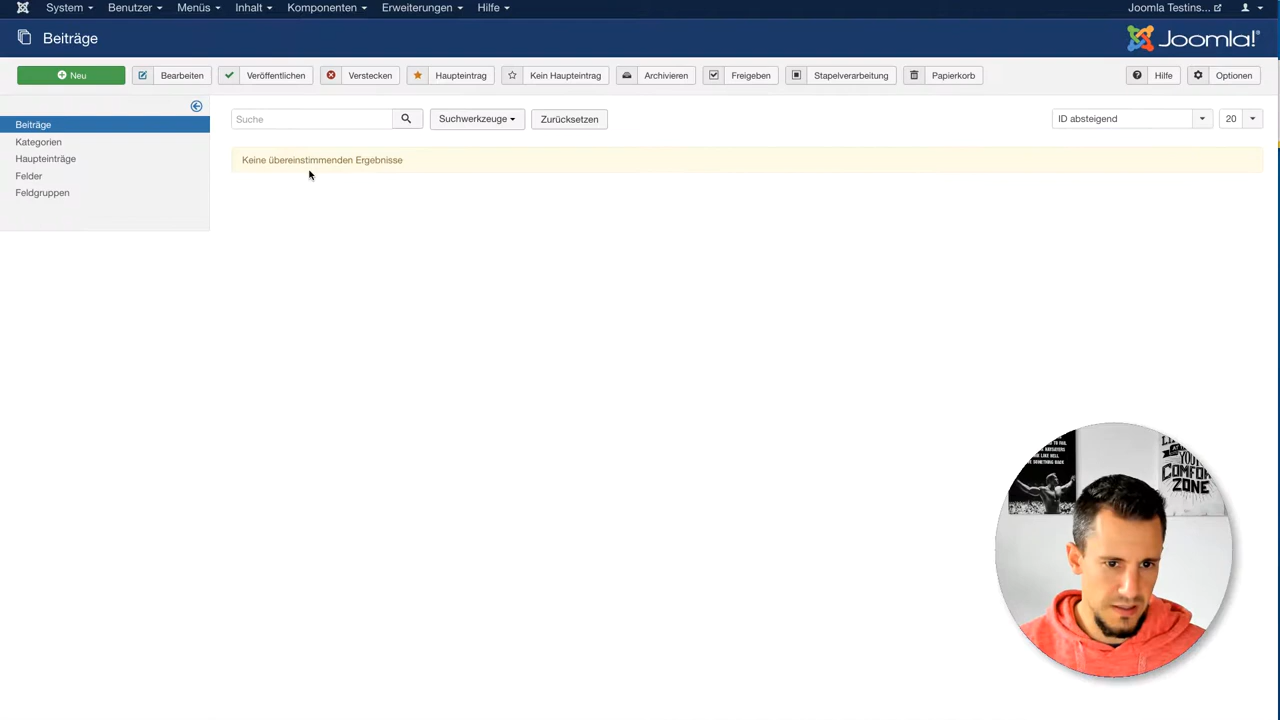 System Benutzer Menüs Inhalt Komponenten Erweiterungen Hilfe Joomla Testins...
Beiträge Joomla!®
Neu Bearbeiten Veröffentlichen Verstecken Haupteintrag Kein Haupteintrag Archivieren Freigeben Stapelverarbeitung Papierkorb Hilfe Optionen
Suche Suchwerkzeuge Zurücksetzen ID absteigend 20
Beiträge
Kategorien
Haupteinträge
Felder
Feldgruppen
Keine übereinstimmenden Ergebnisse
YOUR
COMFORT
ZONE